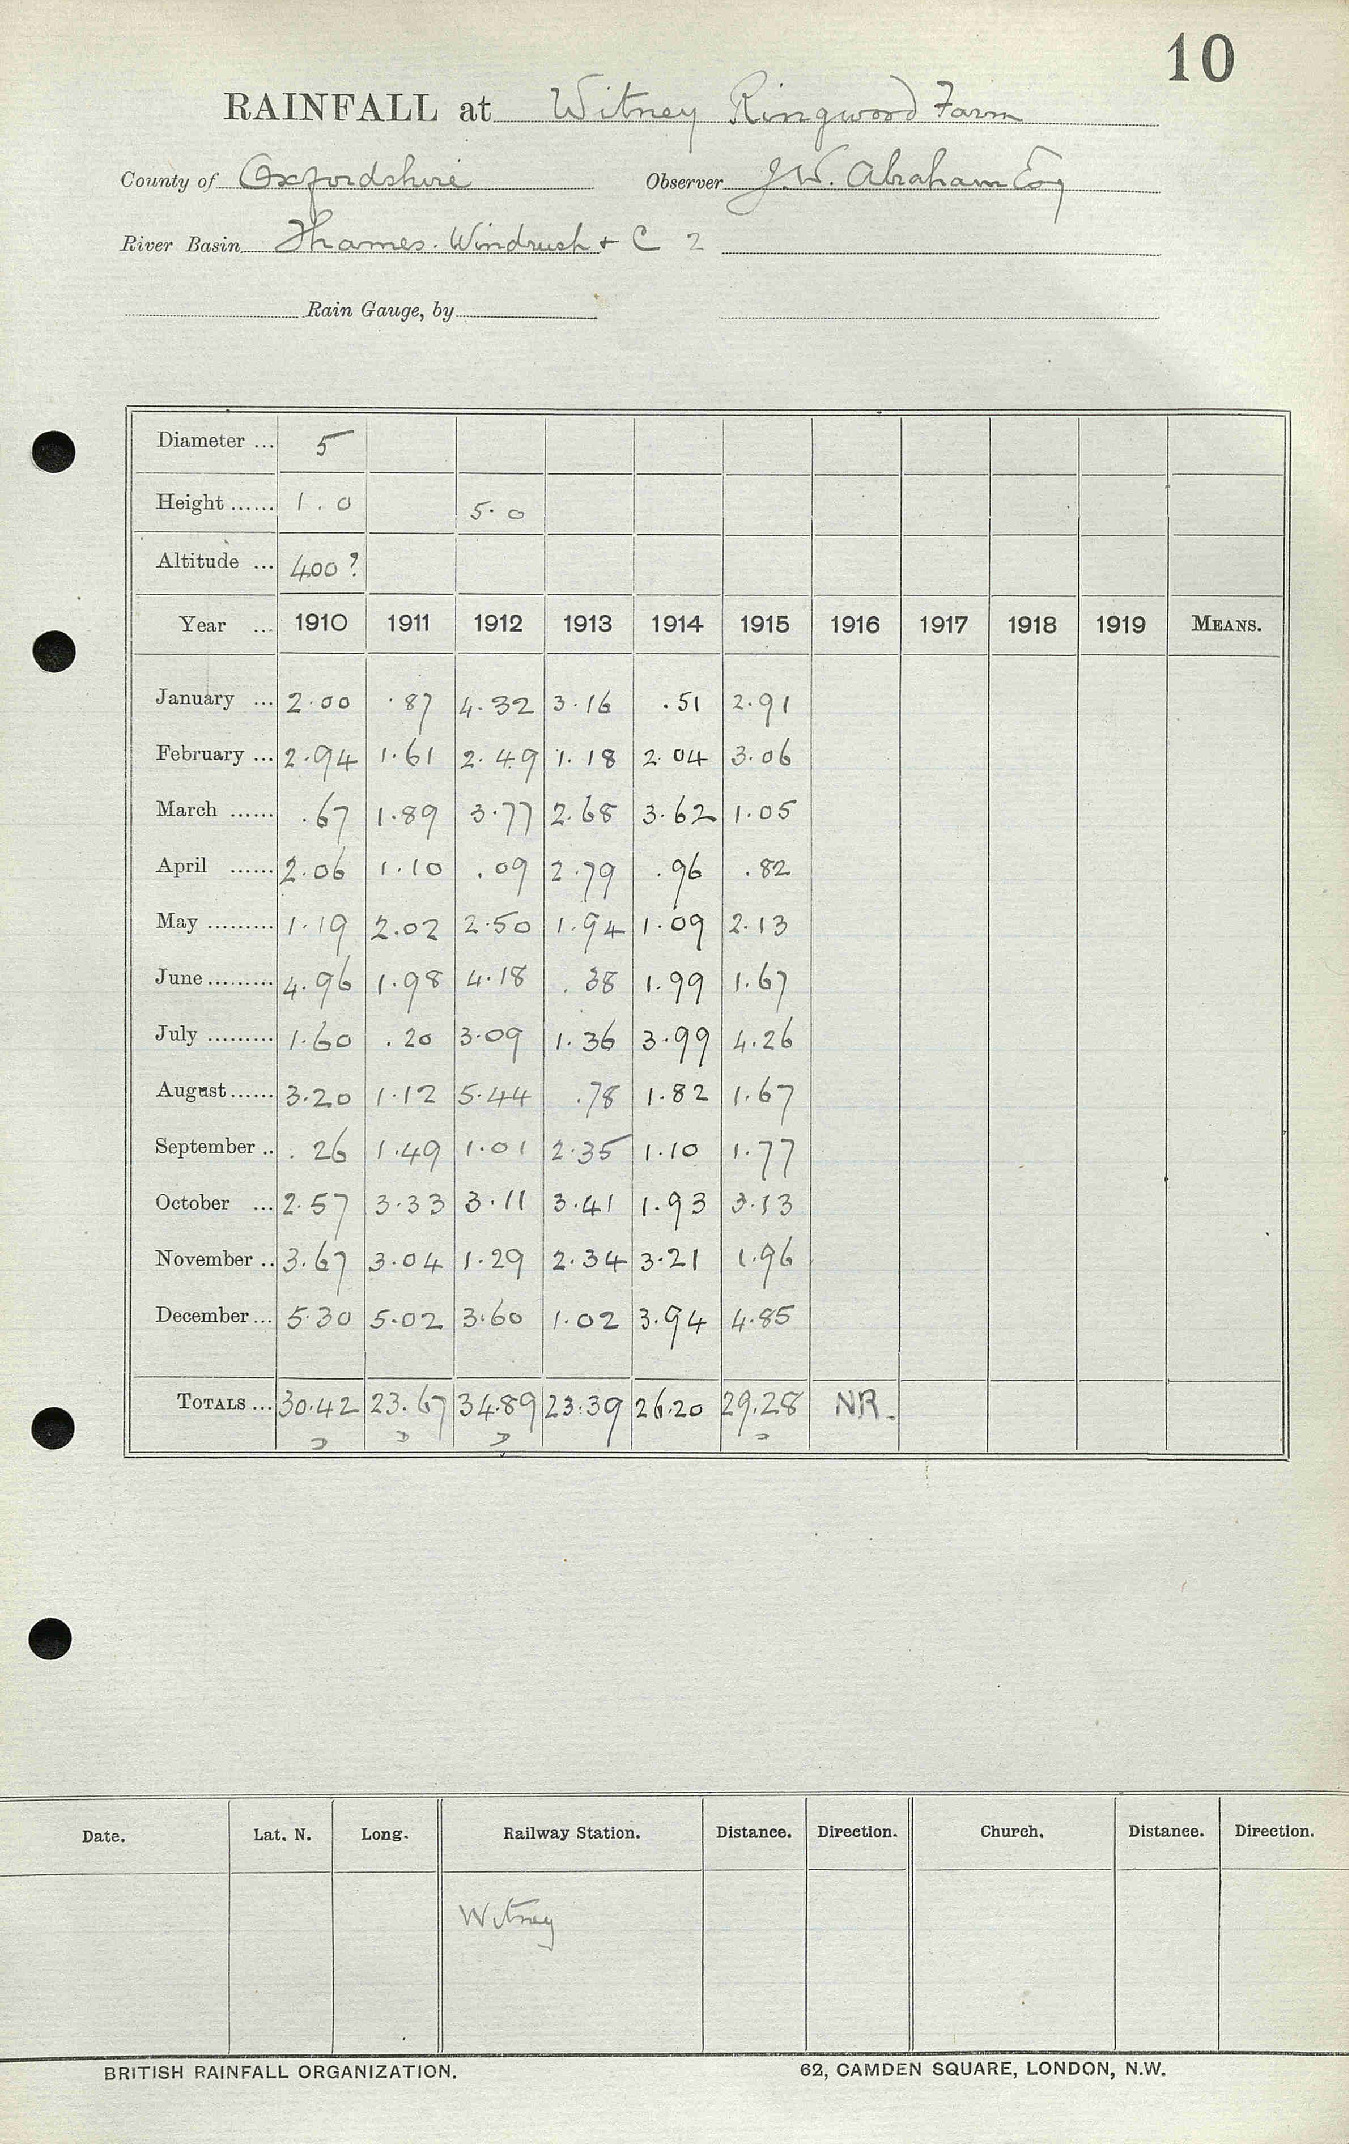 10
RAINFALL at Witney Ringwood Farm
County of Oxfordshire Observer J.W. Abraham Esq
River Basin Thames. Windrush + C 2
Rain Gauge, by
Diameter ... 5
Height ...... 1.0 5.0
Altitude ... 400?
Year ... 1910 1911 1912 1913 1914 1915 1916 1917 1918 1919 MEANS.
January ... 2.00 .87 4.32 3.16 .51 2.91
February ... 2.94 1.61 2.49 1.18 2.04 3.06
March ...... .67 1.89 3.77 2.68 3.62 1.05
April ...... 2.06 1.10 .09 2.79 .96 .82
May ......... 1.19 2.02 2.50 1.94 1.09 2.13
June ......... 4.96 1.98 4.18 .38 1.99 1.67
July ......... 1.60 .20 3.09 1.36 3.99 4.26
August ...... 3.20 1.12 5.44 .78 1.82 1.67
September .. .26 1.49 1.01 2.35 1.10 1.77
October ... 2.57 3.33 3.11 3.41 1.93 3.13
November .. 3.67 3.04 1.29 2.34 3.21 1.96
December ... 5.30 5.02 3.60 1.02 3.94 4.85
TOTALS ... 30.42 23.67 34.89 23.39 26.20 29.28 NR.
Date. Lat. N. Long. Railway Station. Distance. Direction. Church. Distance. Direction.
Witney
BRITISH RAINFALL ORGANIZATION. 62, CAMDEN SQUARE, LONDON, N.W.